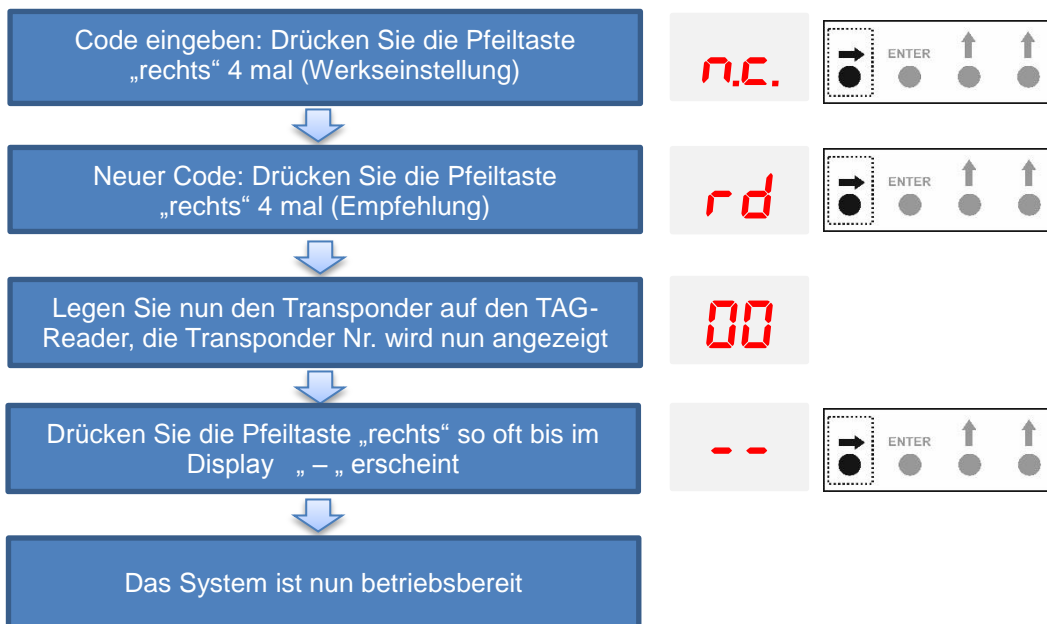 Code eingeben: Drücken Sie die Pfeiltaste
„rechts“ 4 mal (Werkseinstellung)
n.c.
ENTER
Neuer Code: Drücken Sie die Pfeiltaste
„rechts“ 4 mal (Empfehlung)
rd
ENTER
Legen Sie nun den Transponder auf den TAG-
Reader, die Transponder Nr. wird nun angezeigt
00
Drücken Sie die Pfeiltaste „rechts“ so oft bis im
Display „ – „ erscheint
- -
ENTER
Das System ist nun betriebsbereit